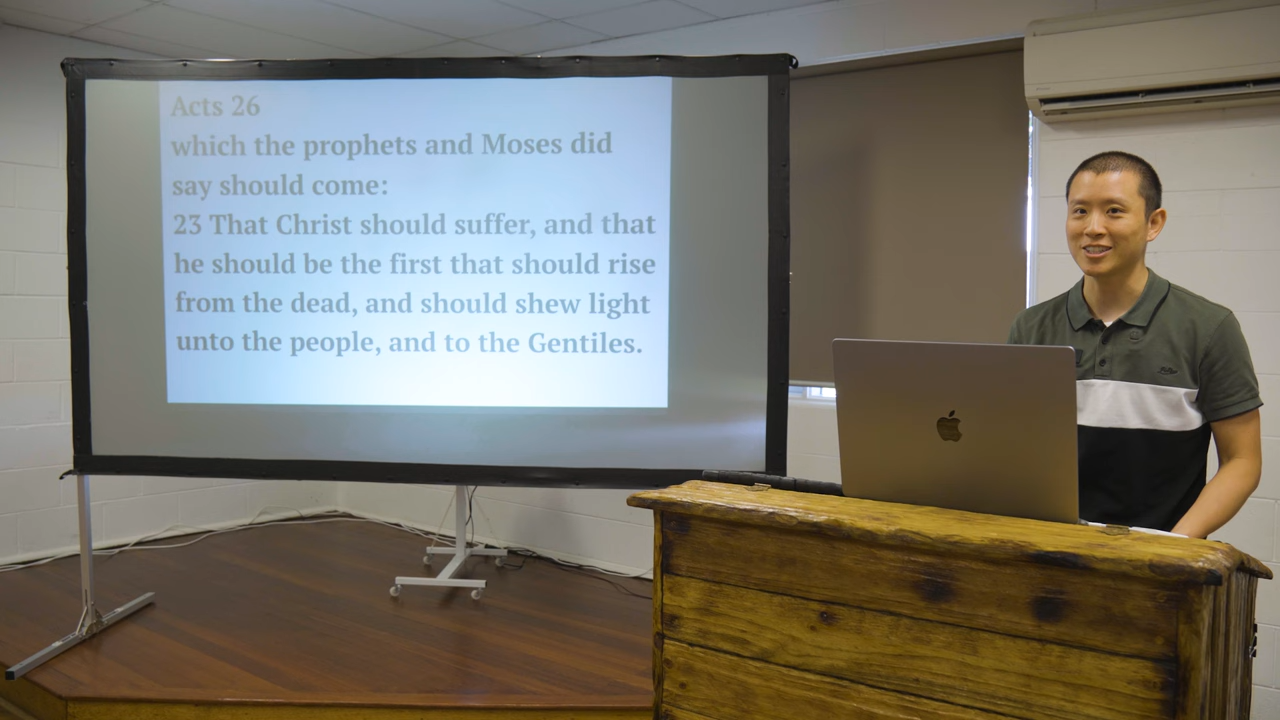 Acts 26
which the prophets and Moses did
say should come:
23 That Christ should suffer, and that
he should be the first that should rise
from the dead, and should shew light
unto the people, and to the Gentiles.